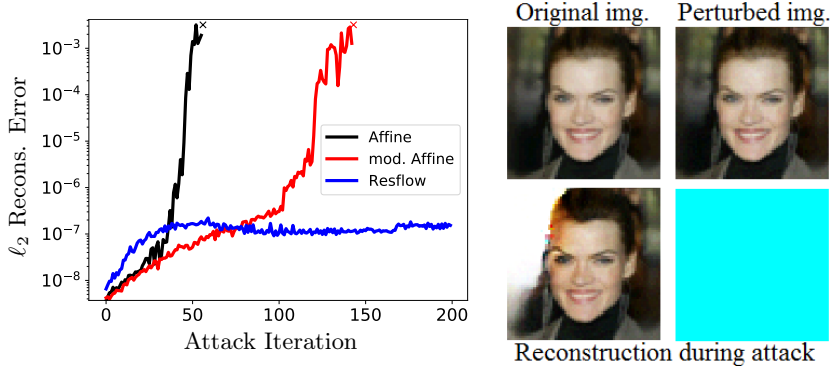 Original img. Perturbed img.
10⁻³
10⁻⁴
10⁻⁵
10⁻⁶
10⁻⁷
10⁻⁸
ℓ₂ Recons. Error
Affine
mod. Affine
Resflow
0 50 100 150 200
Attack Iteration
Reconstruction during attack